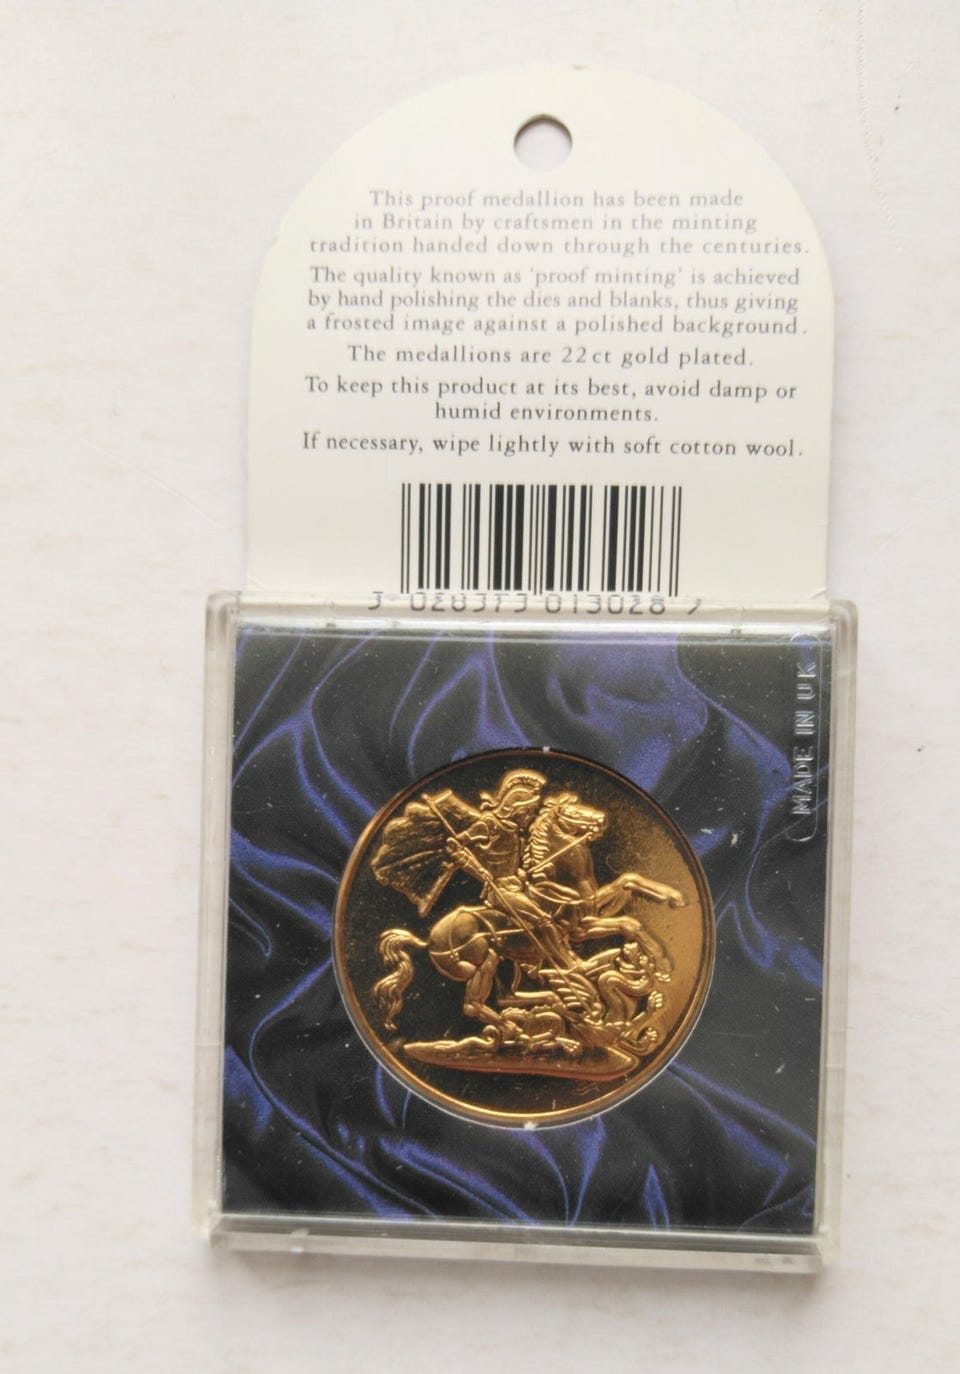 This proof medallion has been made
in Britain by craftsmen in the minting
tradition handed down through the centuries.
The quality known as 'proof minting' is achieved
by hand polishing the dies and blanks, thus giving
a frosted image against a polished background.
The medallions are 22ct gold plated.
To keep this product at its best, avoid damp or
humid environments.
If necessary, wipe lightly with soft cotton wool.
3 028373 013028 7
MADE IN UK